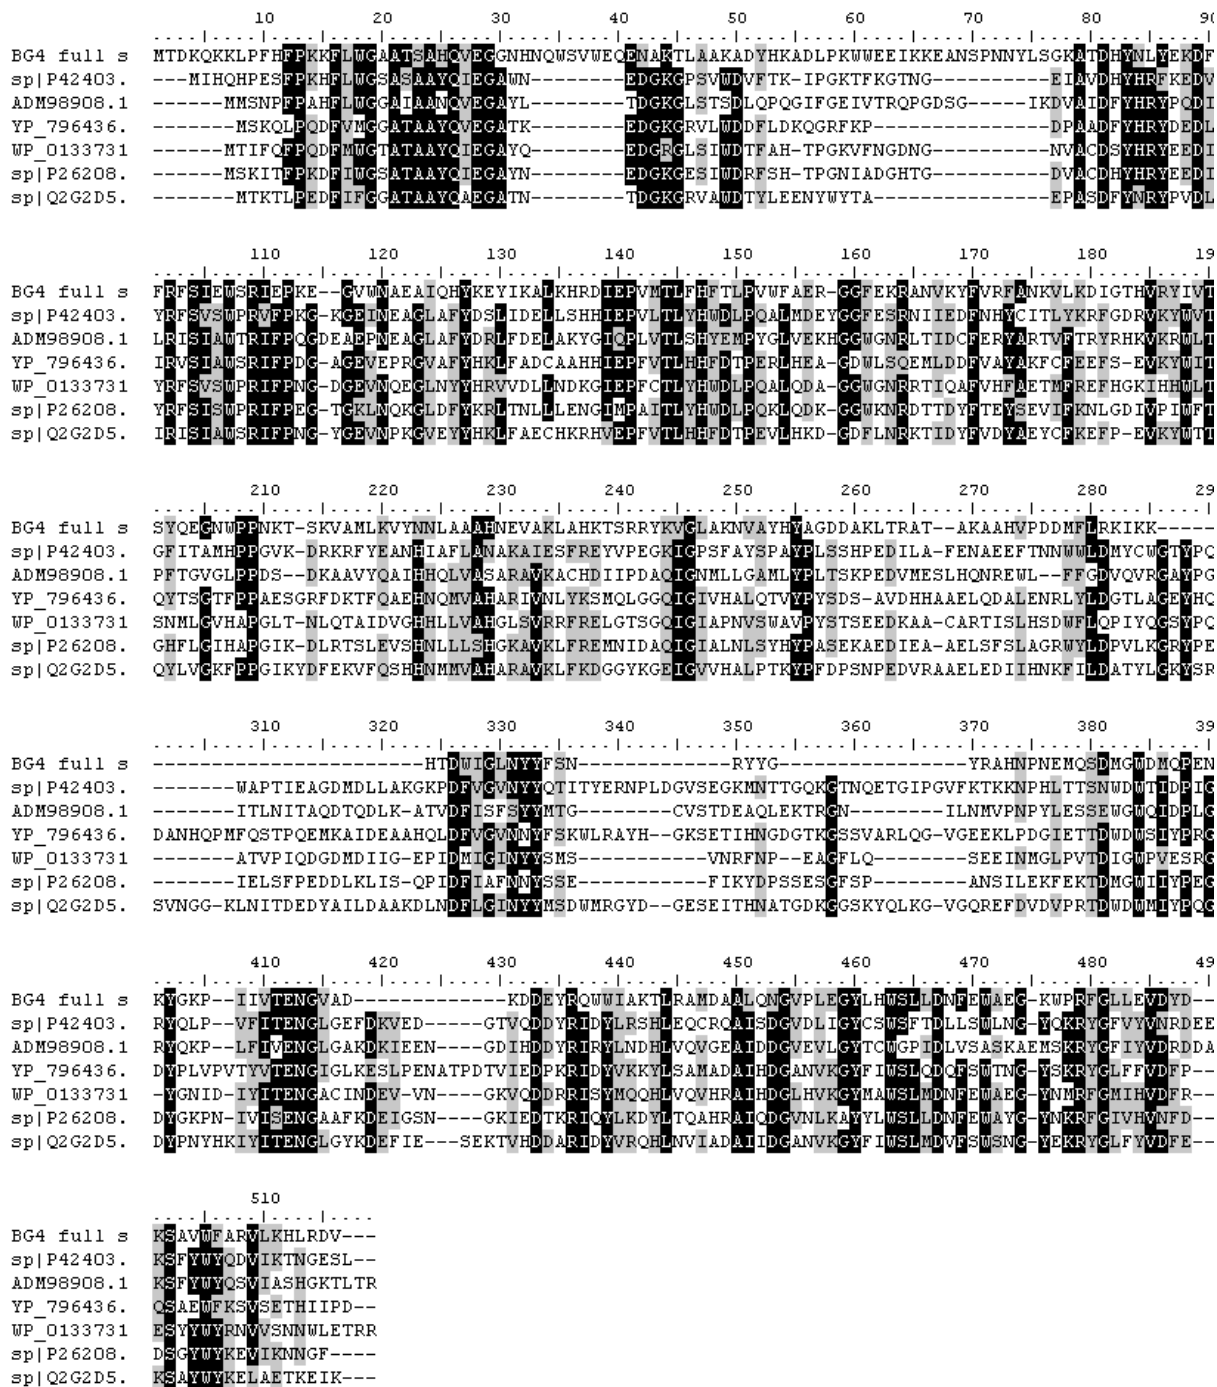 10 20 30 40 50 60 70 80 90
BG4 full s MTDKQKKLPFHFPKKFLWGAATSAHQVEGGNHNQWSVWEQENAKTLAAKADYHKADLPKWWEEIKKEANSPNNYLSGKATDHYNLYEKDF
sp|P42403. ---MIHQHPESFPKHFLWGSASAAYQIEGAWN---------EDGKGPSVWDVFTK-IPGKTFKGTNG---------EIAVDHYHRFKEDV
ADM98908.1 ------MMSNPFPAHFLWGGAIAANQVEGAYL---------TDGKGLSTSDLQPQGIFGEIVTRQPGDSG-----IKDVAIDFYHRYPQDI
YP_796436. -------MSKQLPQDFVMGGATAAYQVEGATK---------EDGKGRVLWDDFLDKQGRFKP---------------DPAADFYHRYDEDL
WP_0133731 ------MTIFQFPQDFMWGTATAAYQIEGAYQ---------EDGRGLSIWDTFAH-TPGKVFNGDNG---------NVACDSYHRYEEDI
sp|P26208. -------MSKITFPKDFIWGSATAAYQIEGAYN---------EDGKGESIWDRFSH-TPGNIADGHTG---------DVACDHYHRYEEDI
sp|Q2G2D5. -------MTKTLPEDFIFGGATAAYQAEGATN---------TDGKGRVAWDTYLEENYWYTA---------------EPASDFYNRYPVDL
110 120 130 140 150 160 170 180 190
BG4 full s FRFSIEWSRIEPKE--GVWNAEAIQHYKEYIKALKHRDIEPVMTLFHFTLPVWFAER-GGFEKRANVKYFVRFANKVLKDIGTHVRYIVT
sp|P42403. YRFSVSWPRVFPKG-KGEINEAGLAFYDSLIDELLSHHIEPVLTLYHWDLPQALMDEYGGFESRNIIEDFNHYCITLYKRFGDRVKYWVT
ADM98908.1 LRISIAWTRIFPQGDEAEPNEAGLAFYDRLFDELAKYGIQPLVTLSHYEMPYGLVEKHGGWGNRLTIDCFERYARTVFTRYRHKVKRWLT
YP_796436. IRVSIAWSRIFPDG-AGEVEPRGVAFYHKLFADCAAHHIEPFVTLHHFDTPERLHEA-GDWLSQEMLDDFVAYAKFCFEEFS-EVKYWIT
WP_0133731 YRFSVSWPRIFPNG-DGEVNQEGLNYYHRVVDLLNDKGIEPFCTLYHWDLPQALQDA-GGWGNRRTIQAFVHFAETMFREFHGKIHHWLT
sp|P26208. YRFSISWPRIFPEG-TGKLNQKGLDFYKRLTNLLLENGIMPAITLYHWDLPQKLQDK-GGWKNRDTTDYFTEYSEVIFKNLGDIVPIWFT
sp|Q2G2D5. IRISIAWSRIFPNG-YGEVNPKGVEYYHKLFAECHKRHVEPFVTLHHFDTPEVLHKD-GDFLNRKTIDYFVDYAEYCFKEFP-EVKYWTT
210 220 230 240 250 260 270 280 290
BG4 full s SYQEGNWPPNKT-SKVAMLKVYNNLAAAHNEVAKLAHKTSRRYKVGLAKNVAYHYAGDDAKLTRAT--AKAAHVPDDMFLRKIKK-----
sp|P42403. GFITAMHPPGVK-DRKRFYEANHIAFLANAKAIESFREYVPEGKIGPSFAYSPAYPLSSHPEDILA-FENAEEFTNNWWLDMYCWGTYPQ
ADM98908.1 PFTGVGLPPDS--DKAAVYQAIHHQLVASARAVKACHDIIPDAQIGNMLLGAMLYPLTSKPEDVMESLHQNREWL--FFGDVQVRGAYPG
YP_796436. QYTSGTFPPAESGRFDKTFQAEHNQMVAHARIVNLYKSMQLGGQIGIVHALQTVYPYSDS-AVDHHAAELQDALENRLYLDGTLAGEYHQ
WP_0133731 SNMLGVHAPGLT-NLQTAIDVGHHLLVAHGLSVRRFRELGTSGQIGIAPNVSWAVPYSTSEEDKAA-CARTISLHSDWFLQPIYQGSYPQ
sp|P26208. GHFLGIHAPGIK-DLRTSLEVSHNLLLSHGKAVKLFREMNIDAQIGIALNLSYHYPASEKAEDIEA-AELSFSLAGRWYLDPVLKGRYPE
sp|Q2G2D5. QYLVGKFPPGIKYDFEKVFQSHHNMMVAHARAVKLFKDGGYKGEIGVVHALPTKYPFDPSNPEDVRAAELEDIIHNKFILDATYLGKYSR
310 320 330 340 350 360 370 380 390
BG4 full s -----------------------HTDWIGLNYYFSN-------------RYYG----------------YRAHNPNEMQSDMGWDMQPEN
sp|P42403. -------WAPTIEAGDMDLLAKGKPDFVGVNYYQTITYERNPLDGVSEGKMNTTGQKGTNQETGIPGVFKTKKNPHLTTSNWDWTIDPIG
ADM98908.1 -------ITLNITAQDTQDLK-ATVDFISFSYYMTG-------------CVSTDEAQLEKTRGN------ILNMVPNPYLESSEWGWQIDPLG
YP_796436. DANHQPMFQSTPQEMKAIDEAAHQLDFVGVNNYFSKWLRAYH--GKSETIHNGDGTKGSSVARLQG-VGEEKLPDGIETTDWDWSIYPRG
WP_0133731 -------ATVPIQDGDMDIIG-EPIDMIGINYYSMS-----------VNRFNP---EAGFLQ--------SEEINMGLPVTDIGWPVESRG
sp|P26208. -------IELSFPEDDLKLIS-QPIDFIAFNNYSSE-----------FIKYDPSSESGFSP---------ANSILEKFEKTDMGWIIYPEG
sp|Q2G2D5. SVNGG-KLNITDEDYAILDAAKDLNDFLGINYYMSDWMRGYD--GESEITHNATGDKGGSKYQLKG-VGQREFDVDVPRTDWDWMIYPQG
410 420 430 440 450 460 470 480 490
BG4 full s KYGKP--IIVTENGVAD-------------KDDEYRQWWIAKTLRAMDAALQNGVPLEGYLHWSLLDNFEWAEG-KWPRFGLLEVDYD--
sp|P42403. RYQLP--VFITENGLGEFDKVED-----GTVQDDYRIDYLRSHLEQCRQAISDGVDLIGYCSWSFTDLLSWLNG-YQKRYGFVYVNRDEE
ADM98908.1 RYQKP--LFIVENGLGAKDKIEEN----GDIHDDYRIRYLNDHLVQVGEAIDDGVEVLGYTCWGPIDLVSASKAEMSKRYGFIYVDRDDA
YP_796436. DYPLVPVTYVTENGIGLKESLPENATPDTVIEDPKRIDYVKKYLSAMADAIHDGANVKGYFIWSLQDQFSWTNG-YSKRYGLFFVDFP--
WP_0133731 -YGNID-IYITENGACINDEV-VN----GKVQDDRRISYMQQHLVQVHRAIHDGLHVKGYMAWSLMDNFEWAEG-YNMRFGMIHVDFR--
sp|P26208. DYGKPN-IVISENGAAFKDEIGSN----GKIEDTKRIQYLKDYLTQAHRAIQDGVNLKAYYLWSLLDNFEWAYG-YNKRFGIVHVNFD--
sp|Q2G2D5. DYPNYHKIYITENGLGYKDEFIE---SEKTVHDDARIDYVRQHLNVIADAIIDGANVKGYFIWSLMDVFSWSNG-YEKRYGLFYVDFE--
510
BG4 full s KSAVWFARVLKHLRDV---
sp|P42403. KSFYWYQDVIKTNGESL--
ADM98908.1 KSFYWYQSVIASHGKTLTR
YP_796436. QSAEWFKSVSETHIIPD--
WP_0133731 ESYYWYRNVVSNNWLETRR
sp|P26208. DSGYWYKEVIKNNGF----
sp|Q2G2D5. KSAYWYKELAETKEIK---